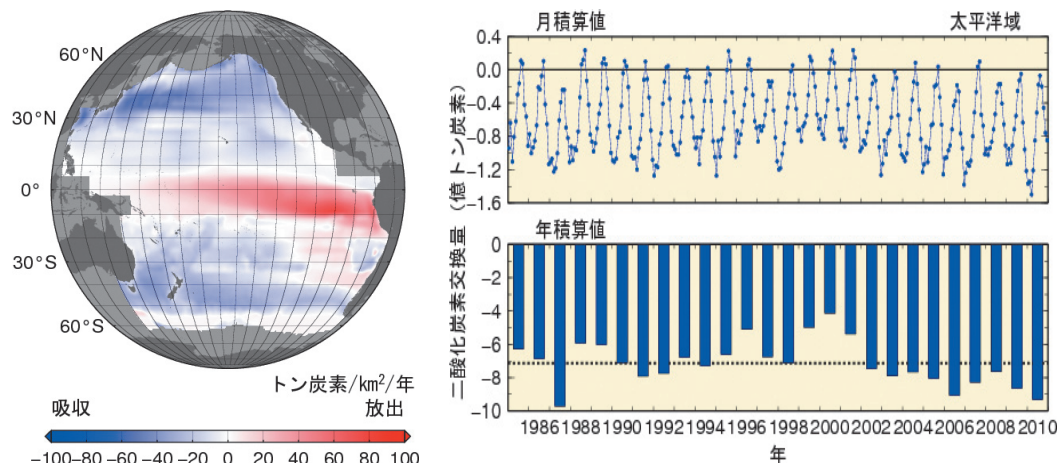 60°N
30°N
0°
30°S
60°S
トン炭素/km²/年
吸収 放出
-100 -80 -60 -40 -20 0 20 40 60 80 100
月積算値 太平洋域
0.4
0.0
-0.4
-0.8
-1.2
-1.6
二酸化炭素交換量(億トン炭素)
年積算値
0
-2
-4
-6
-8
-10
1986 1988 1990 1992 1994 1996 1998 2000 2002 2004 2006 2008 2010
年